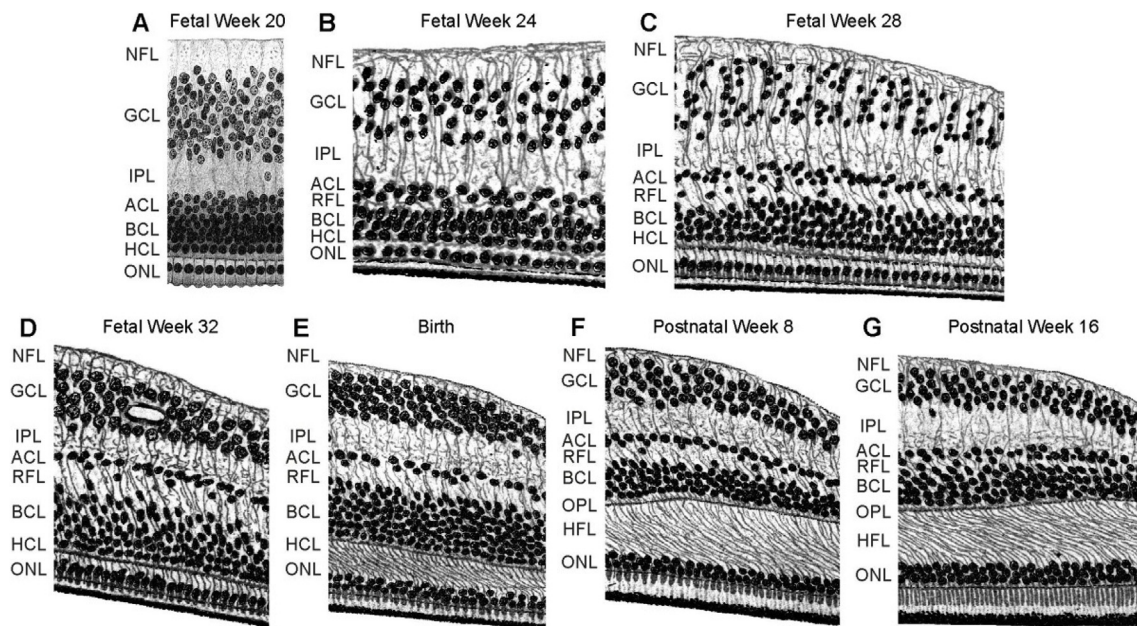 A Fetal Week 20
NFL
GCL
IPL
ACL
BCL
HCL
ONL
B Fetal Week 24
NFL
GCL
IPL
ACL
RFL
BCL
HCL
ONL
C Fetal Week 28
NFL
GCL
IPL
ACL
RFL
BCL
HCL
ONL
D Fetal Week 32
NFL
GCL
IPL
ACL
RFL
BCL
HCL
ONL
E Birth
NFL
GCL
IPL
ACL
RFL
BCL
HCL
ONL
F Postnatal Week 8
NFL
GCL
IPL
ACL
RFL
BCL
OPL
HFL
ONL
G Postnatal Week 16
NFL
GCL
IPL
ACL
RFL
BCL
OPL
HFL
ONL